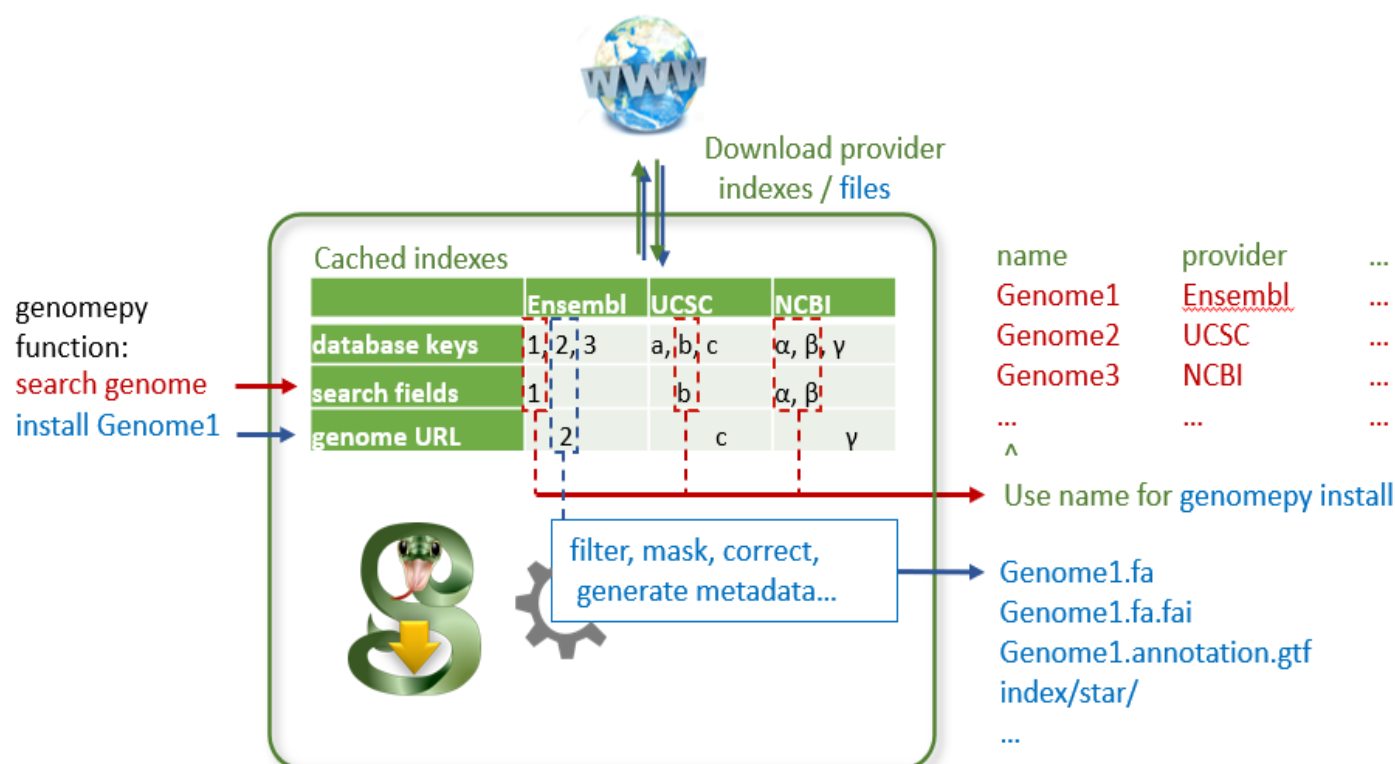 WWW
Download provider
indexes / files
Cached indexes
Ensembl UCSC NCBI
database keys 1, 2, 3 a, b, c α, β, γ
search fields 1 b α, β
genome URL 2 c γ
genomepy
function:
search genome
install Genome1
name provider ...
Genome1 Ensembl ...
Genome2 UCSC ...
Genome3 NCBI ...
... ... ...
^
Use name for genomepy install
filter, mask, correct,
generate metadata...
Genome1.fa
Genome1.fa.fai
Genome1.annotation.gtf
index/star/
...